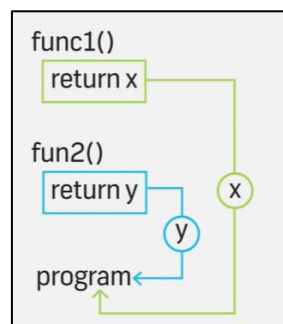 func1()
return x
fun2()
return y
x
y
program